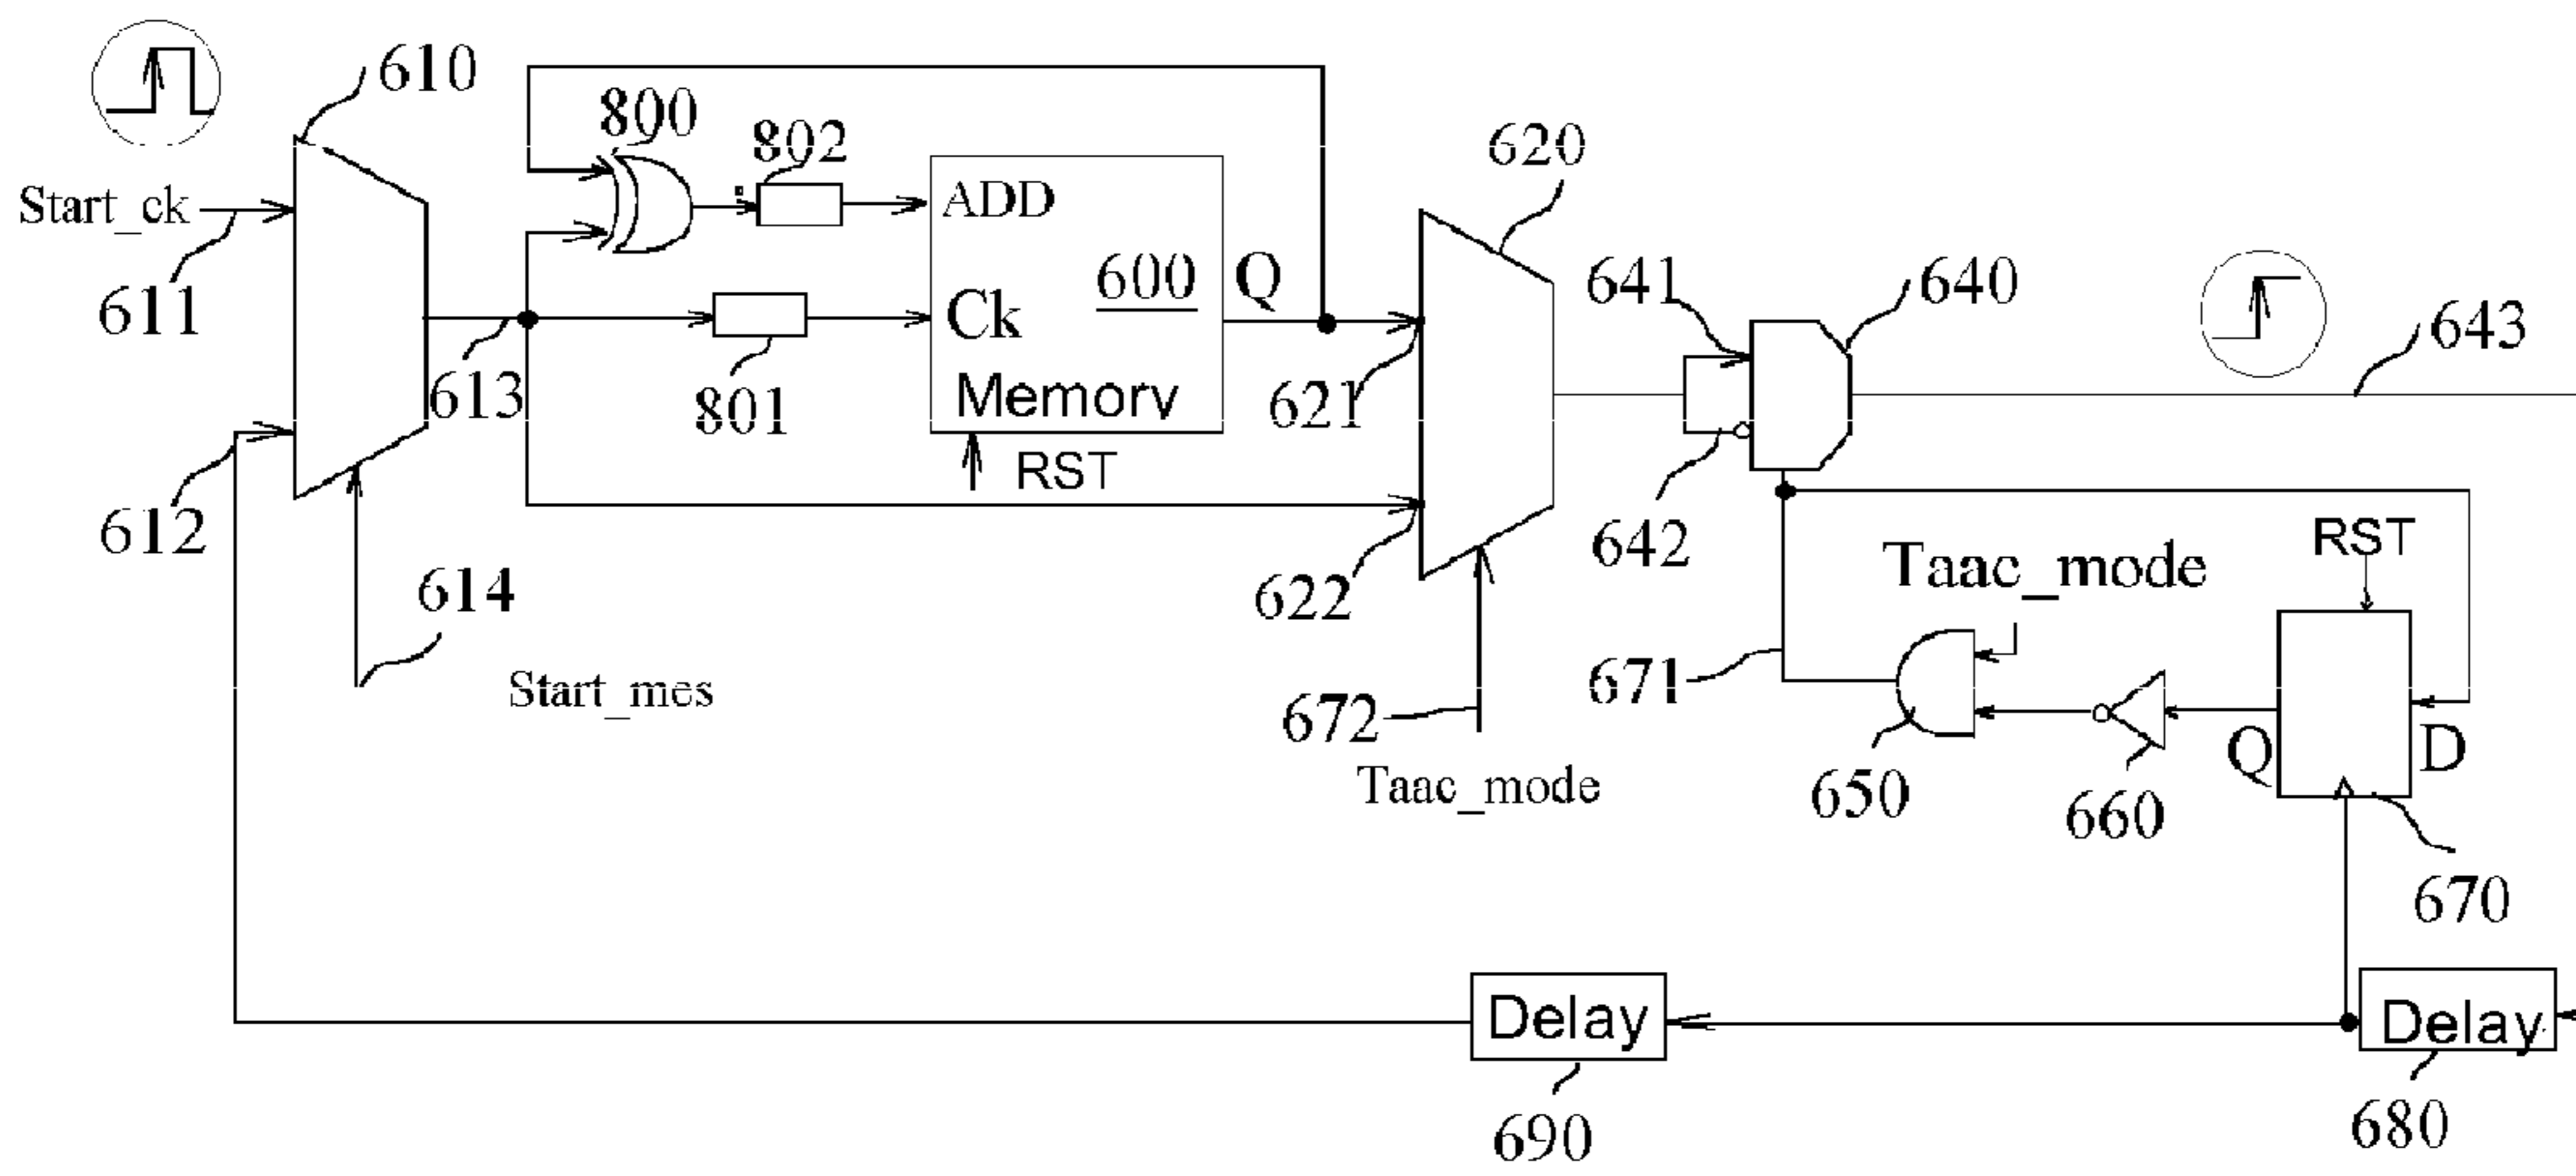 610
Start_ck
611
612
613
614
Start_mes
800
802
801
ADD
Ck
600
Q
Memory
RST
620
621
622
672
Taac_mode
641
642
640
643
671
Taac_mode
650
660
RST
Q
D
670
Delay
690
Delay
680